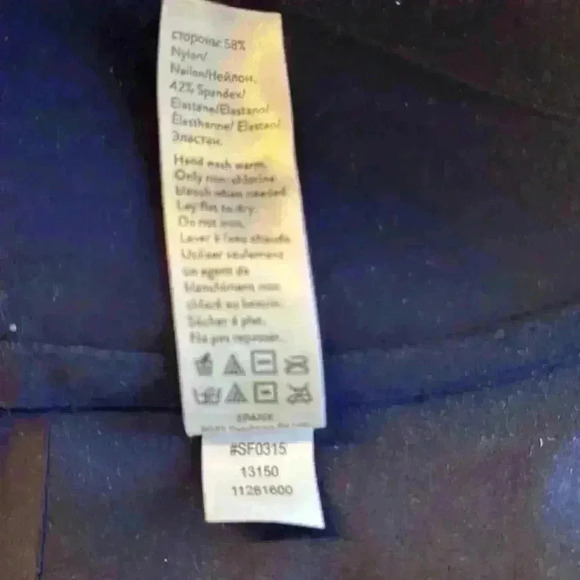 стороны: 58%
Nylon/
Nailon/Нейлон,
42% Spandex/
Elastane/Elastano/
Élasthanne/ Elastan/
Эластан.
Hand wash warm.
Only non-chlorine
bleach when needed.
Lay flat to dry.
Do not iron.
Laver à l'eau chaude
Utiliser seulement
un agent de
blanchiment non
chloré au besoin.
Sécher à plat.
Ne pas repasser.
SPANX
#SF0315
13150
11281600